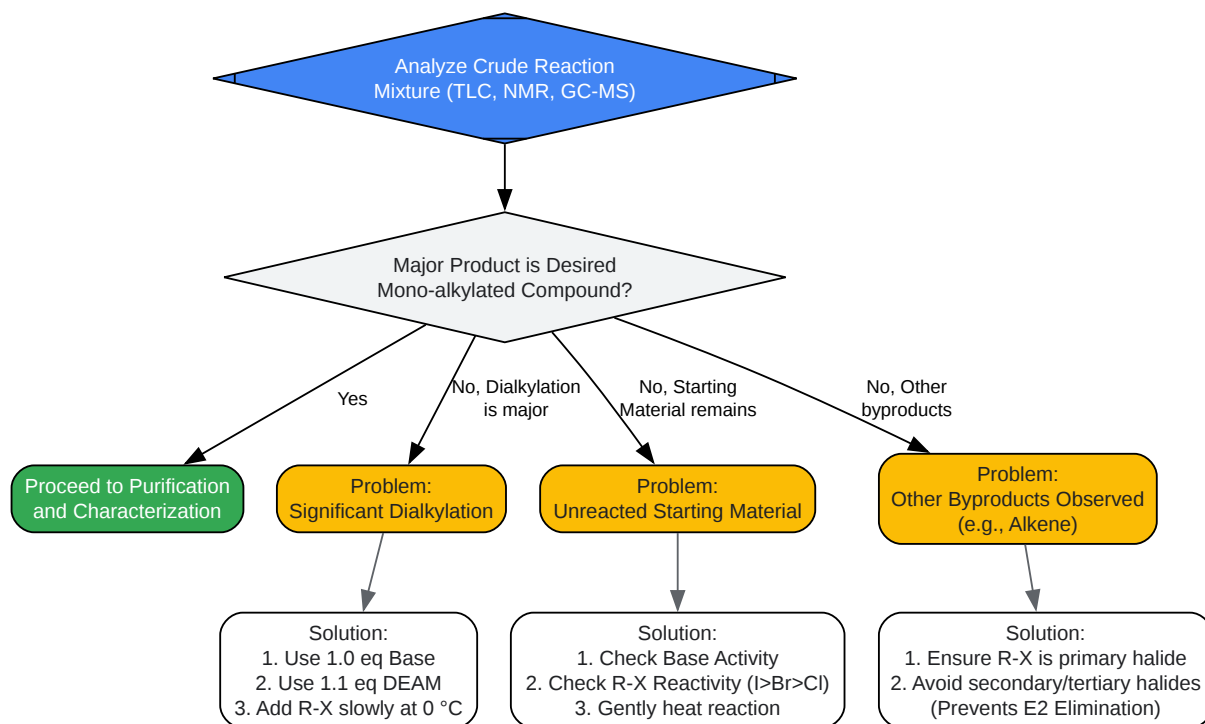 Analyze Crude Reaction
Mixture (TLC, NMR, GC-MS)
Major Product is Desired
Mono-alkylated Compound?
Yes
No, Dialkylation
is major
No, Starting
Material remains
No, Other
byproducts
Proceed to Purification
and Characterization
Problem:
Significant Dialkylation
Problem:
Unreacted Starting Material
Problem:
Other Byproducts Observed
(e.g., Alkene)
Solution:
1. Use 1.0 eq Base
2. Use 1.1 eq DEAM
3. Add R-X slowly at 0 °C
Solution:
1. Check Base Activity
2. Check R-X Reactivity (I>Br>Cl)
3. Gently heat reaction
Solution:
1. Ensure R-X is primary halide
2. Avoid secondary/tertiary halides
(Prevents E2 Elimination)